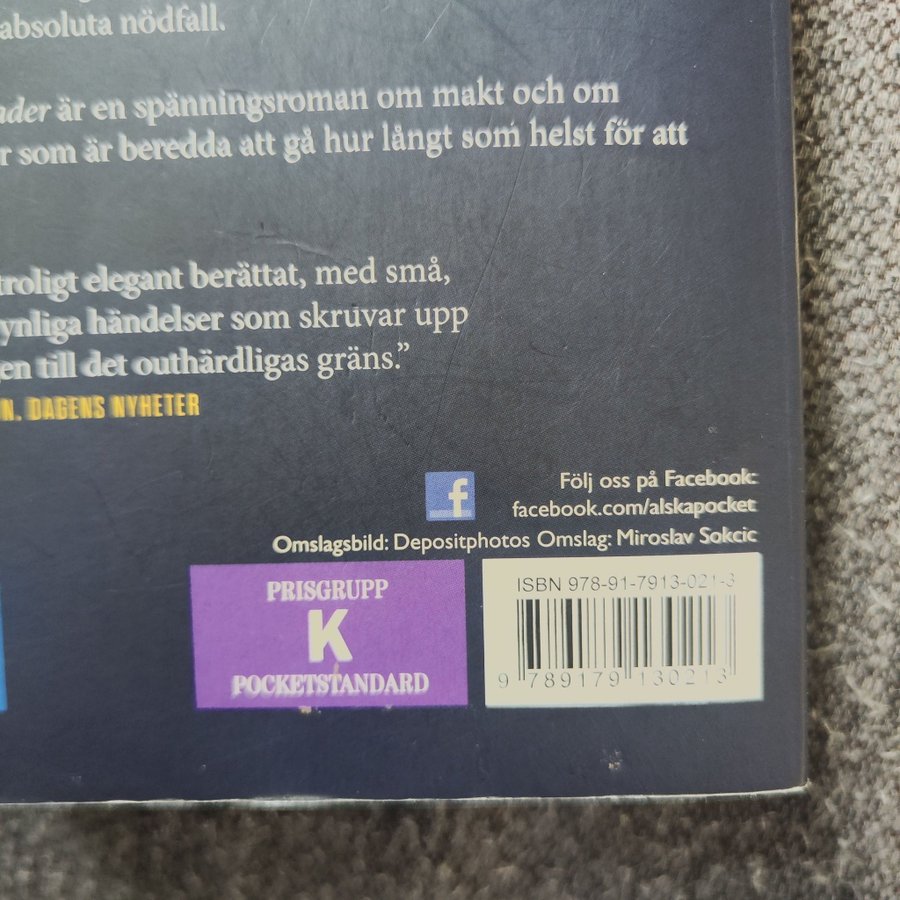 absoluta nödfall.
nder är en spänningsroman om makt och om
r som är beredda att gå hur långt som helst för att
troligt elegant berättat, med små,
ynliga händelser som skruvar upp
en till det outhärdligas gräns.”
N, DAGENS NYHETER
f
Följ oss på Facebook:
facebook.com/alskapocket
Omslagsbild: Depositphotos Omslag: Miroslav Sokcic
PRISGRUPP
K
POCKETSTANDARD
ISBN 978-91-7913-021-3
9 789179 130213